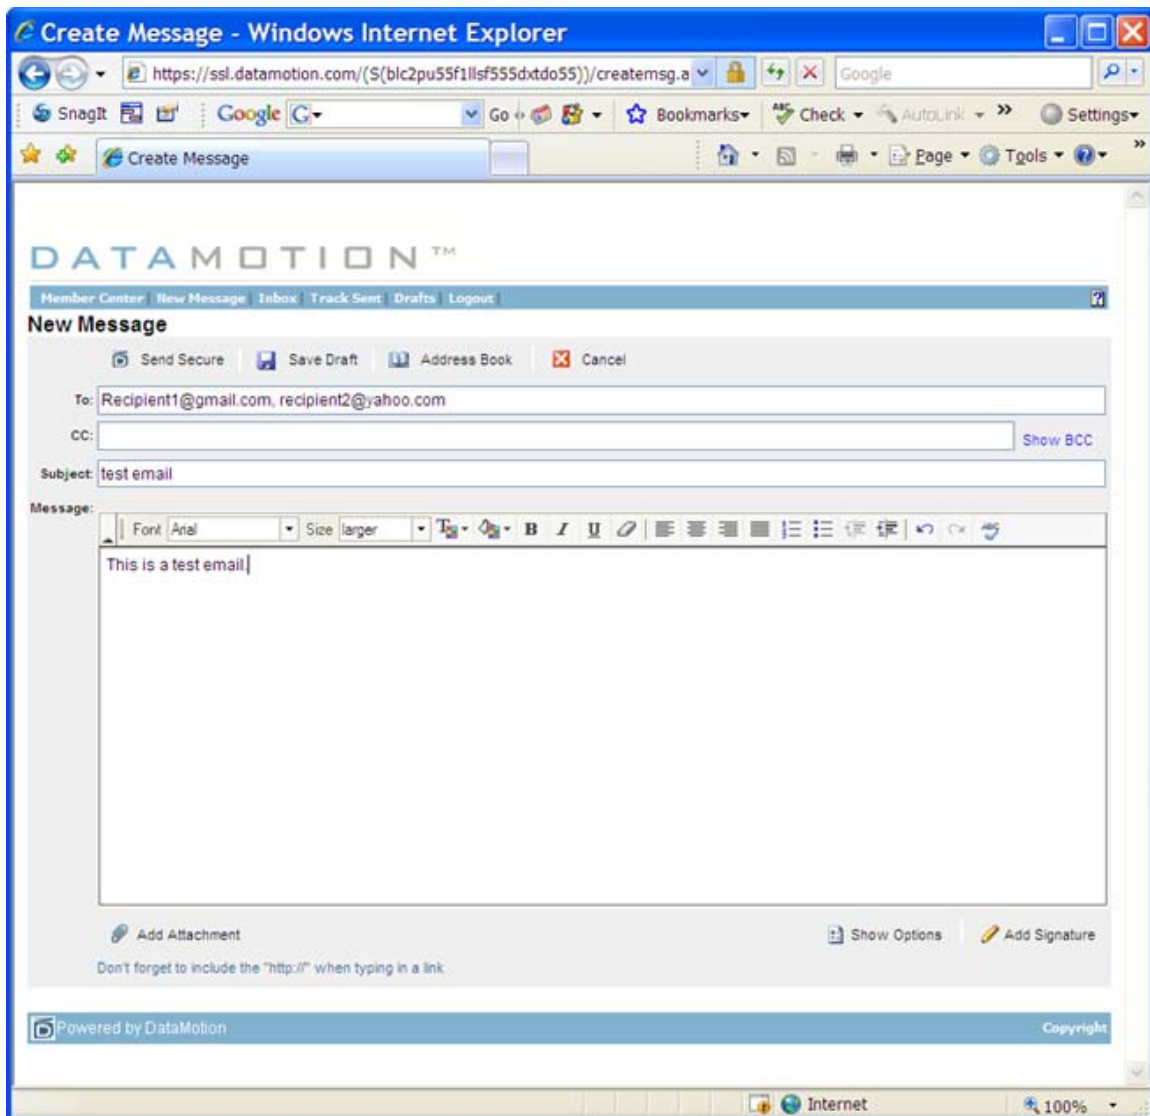 Create Message - Windows Internet Explorer
https://ssl.datamotion.com/(S(blc2pu55f1llsf555dxtdo55))/createmsg.a Google
SnagIt Google G Go Bookmarks Check AutoLink » Settings
Create Message Page Tools »
DATAMOTION™
Member Center | New Message | Inbox | Track Sent | Drafts | Logout |
New Message
Send Secure Save Draft Address Book Cancel
To: Recipient1@gmail.com, recipient2@yahoo.com
CC: Show BCC
Subject: test email
Message:
Font Arial Size larger B I U ABC
This is a test email.
Add Attachment Show Options Add Signature
Don't forget to include the "http://" when typing in a link
Powered by DataMotion Copyright
Internet 100%